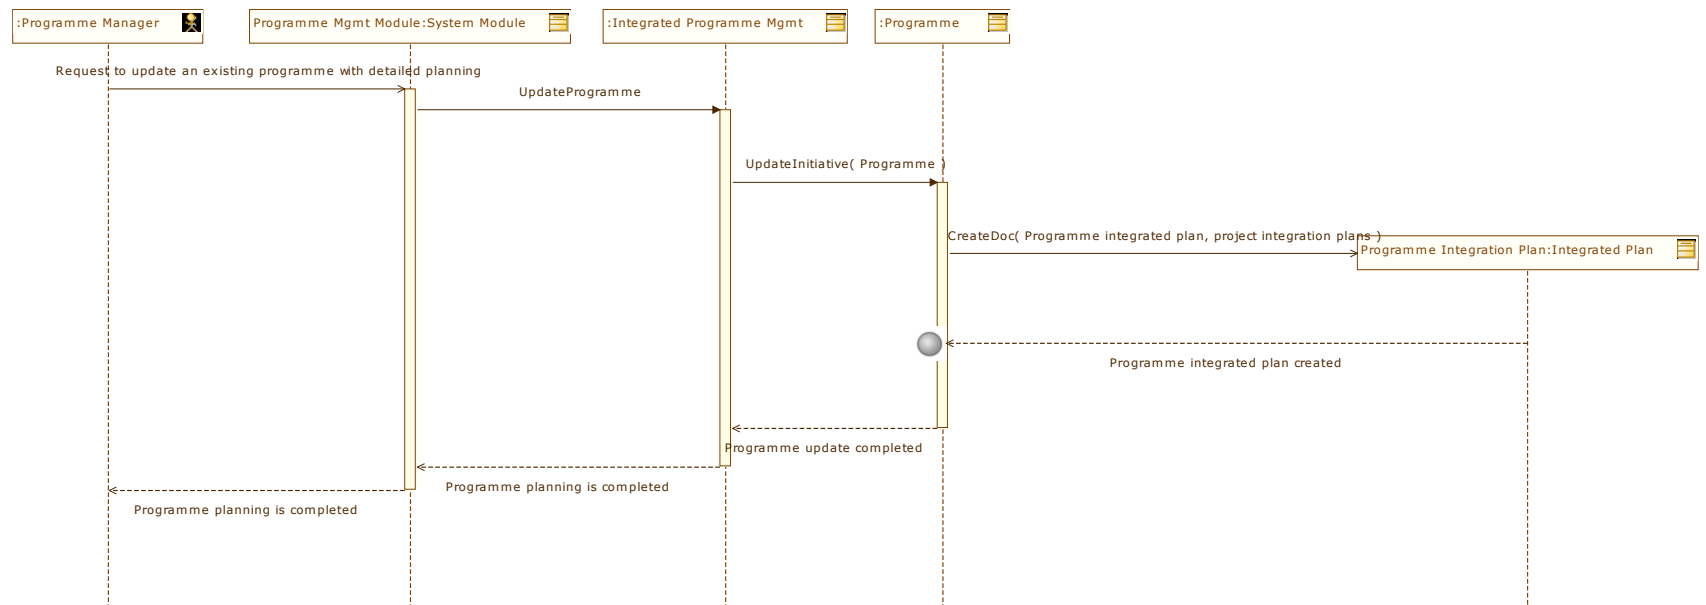 :Programme Manager
Programme Mgmt Module:System Module
:Integrated Programme Mgmt
:Programme
Request to update an existing programme with detailed planning
UpdateProgramme
UpdateInitiative( Programme )
CreateDoc( Programme integrated plan, project integration plans )
Programme Integration Plan:Integrated Plan
Programme integrated plan created
Programme update completed
Programme planning is completed
Programme planning is completed